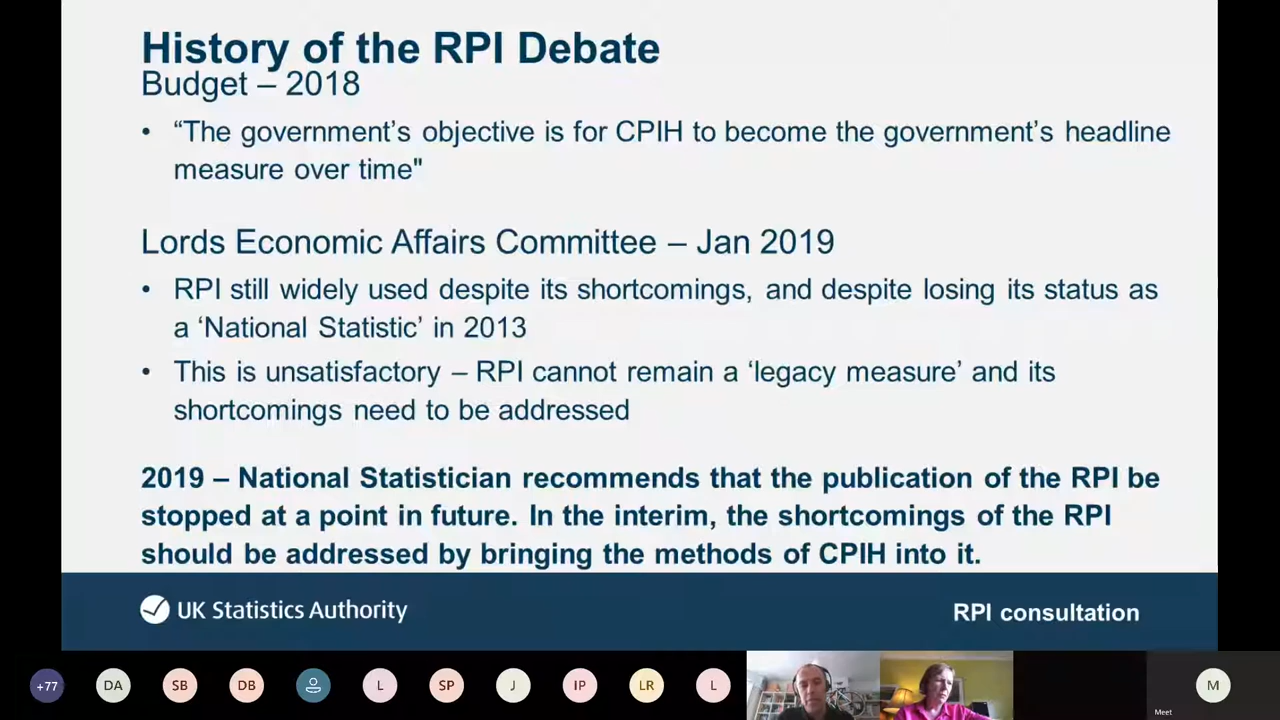 History of the RPI Debate
Budget – 2018
• “The government’s objective is for CPIH to become the government’s headline
measure over time"
Lords Economic Affairs Committee – Jan 2019
• RPI still widely used despite its shortcomings, and despite losing its status as
a ‘National Statistic’ in 2013
• This is unsatisfactory – RPI cannot remain a ‘legacy measure’ and its
shortcomings need to be addressed
2019 – National Statistician recommends that the publication of the RPI be
stopped at a point in future. In the interim, the shortcomings of the RPI
should be addressed by bringing the methods of CPIH into it.
UK Statistics Authority
RPI consultation
+77 DA SB DB L SP J IP LR L M
Meet